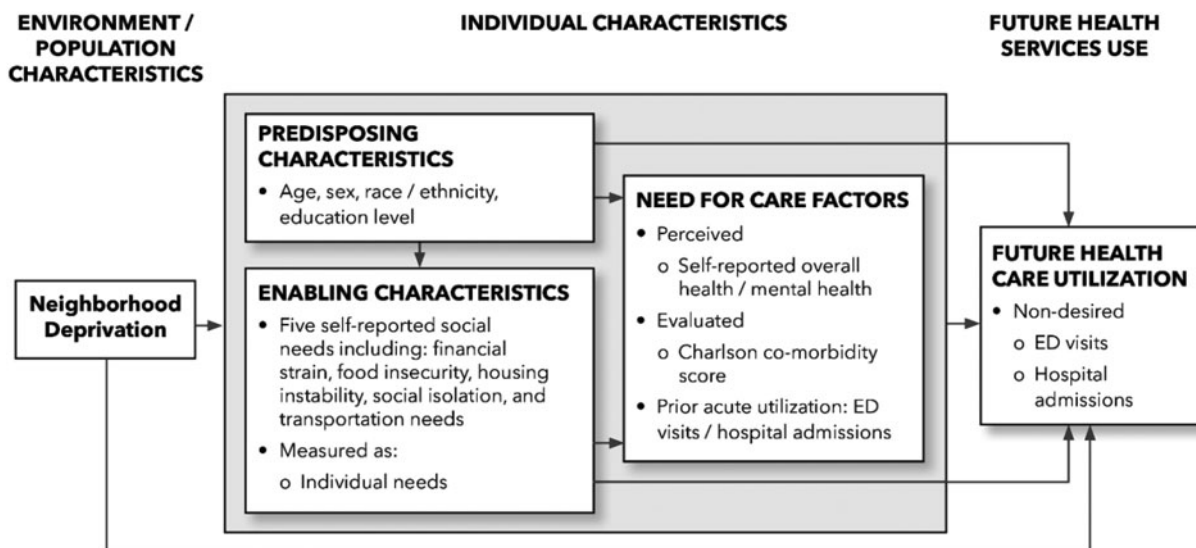 ENVIRONMENT /
POPULATION
CHARACTERISTICS
INDIVIDUAL CHARACTERISTICS
FUTURE HEALTH
SERVICES USE
Neighborhood
Deprivation
PREDISPOSING
CHARACTERISTICS
• Age, sex, race / ethnicity,
education level
ENABLING CHARACTERISTICS
• Five self-reported social
needs including: financial
strain, food insecurity, housing
instability, social isolation, and
transportation needs
• Measured as:
o Individual needs
NEED FOR CARE FACTORS
• Perceived
o Self-reported overall
health / mental health
• Evaluated
o Charlson co-morbidity
score
• Prior acute utilization: ED
visits / hospital admissions
FUTURE HEALTH
CARE UTILIZATION
• Non-desired
o ED visits
o Hospital
admissions